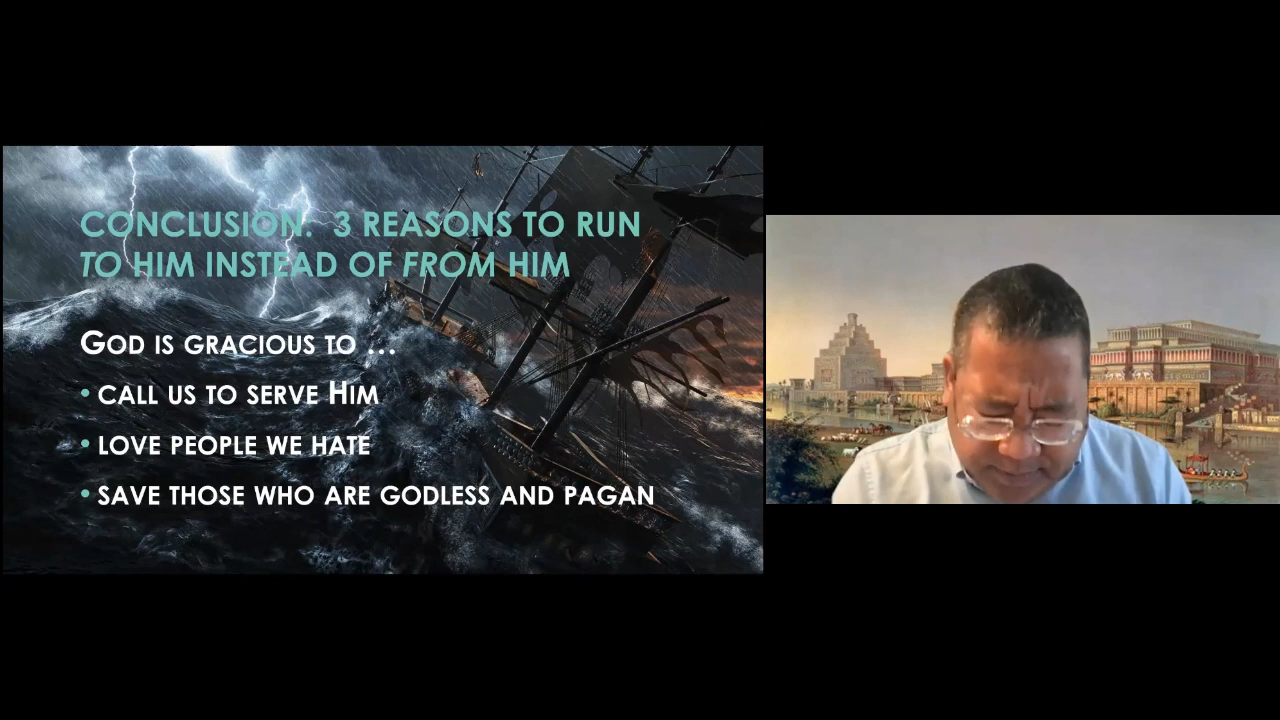 CONCLUSION:  3 REASONS TO RUN
TO HIM INSTEAD OF FROM HIM
GOD IS GRACIOUS TO …
• CALL US TO SERVE HIM
• LOVE PEOPLE WE HATE
• SAVE THOSE WHO ARE GODLESS AND PAGAN